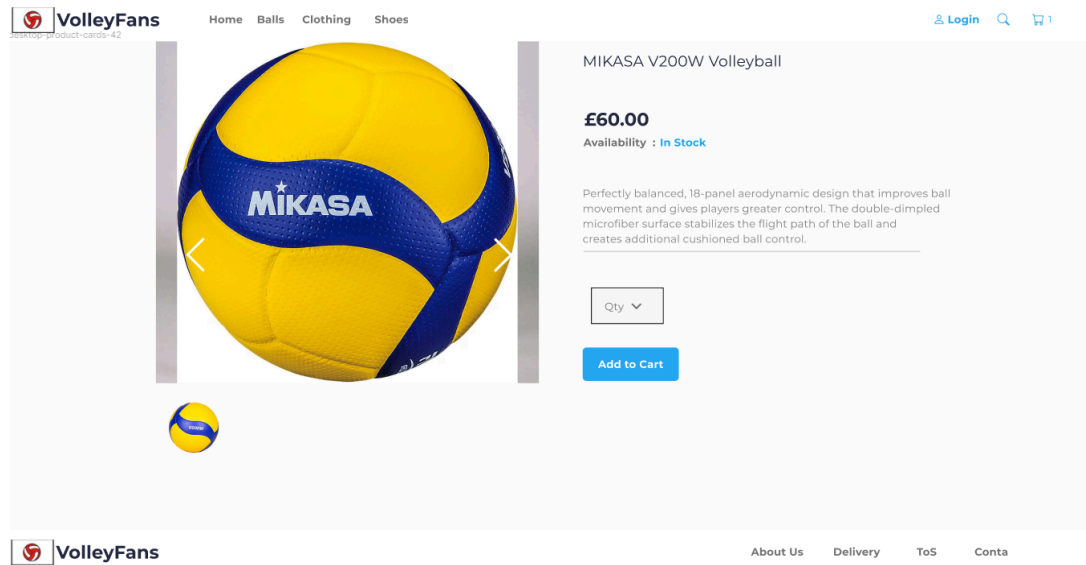 VolleyFans
Home Balls Clothing Shoes
Login
1
desktop-product-cards-42
MIKASA
MIKASA V200W Volleyball
£60.00
Availability : In Stock
Perfectly balanced, 18-panel aerodynamic design that improves ball
movement and gives players greater control. The double-dimpled
microfiber surface stabilizes the flight path of the ball and
creates additional cushioned ball control.
Qty
Add to Cart
VolleyFans
About Us Delivery ToS Conta